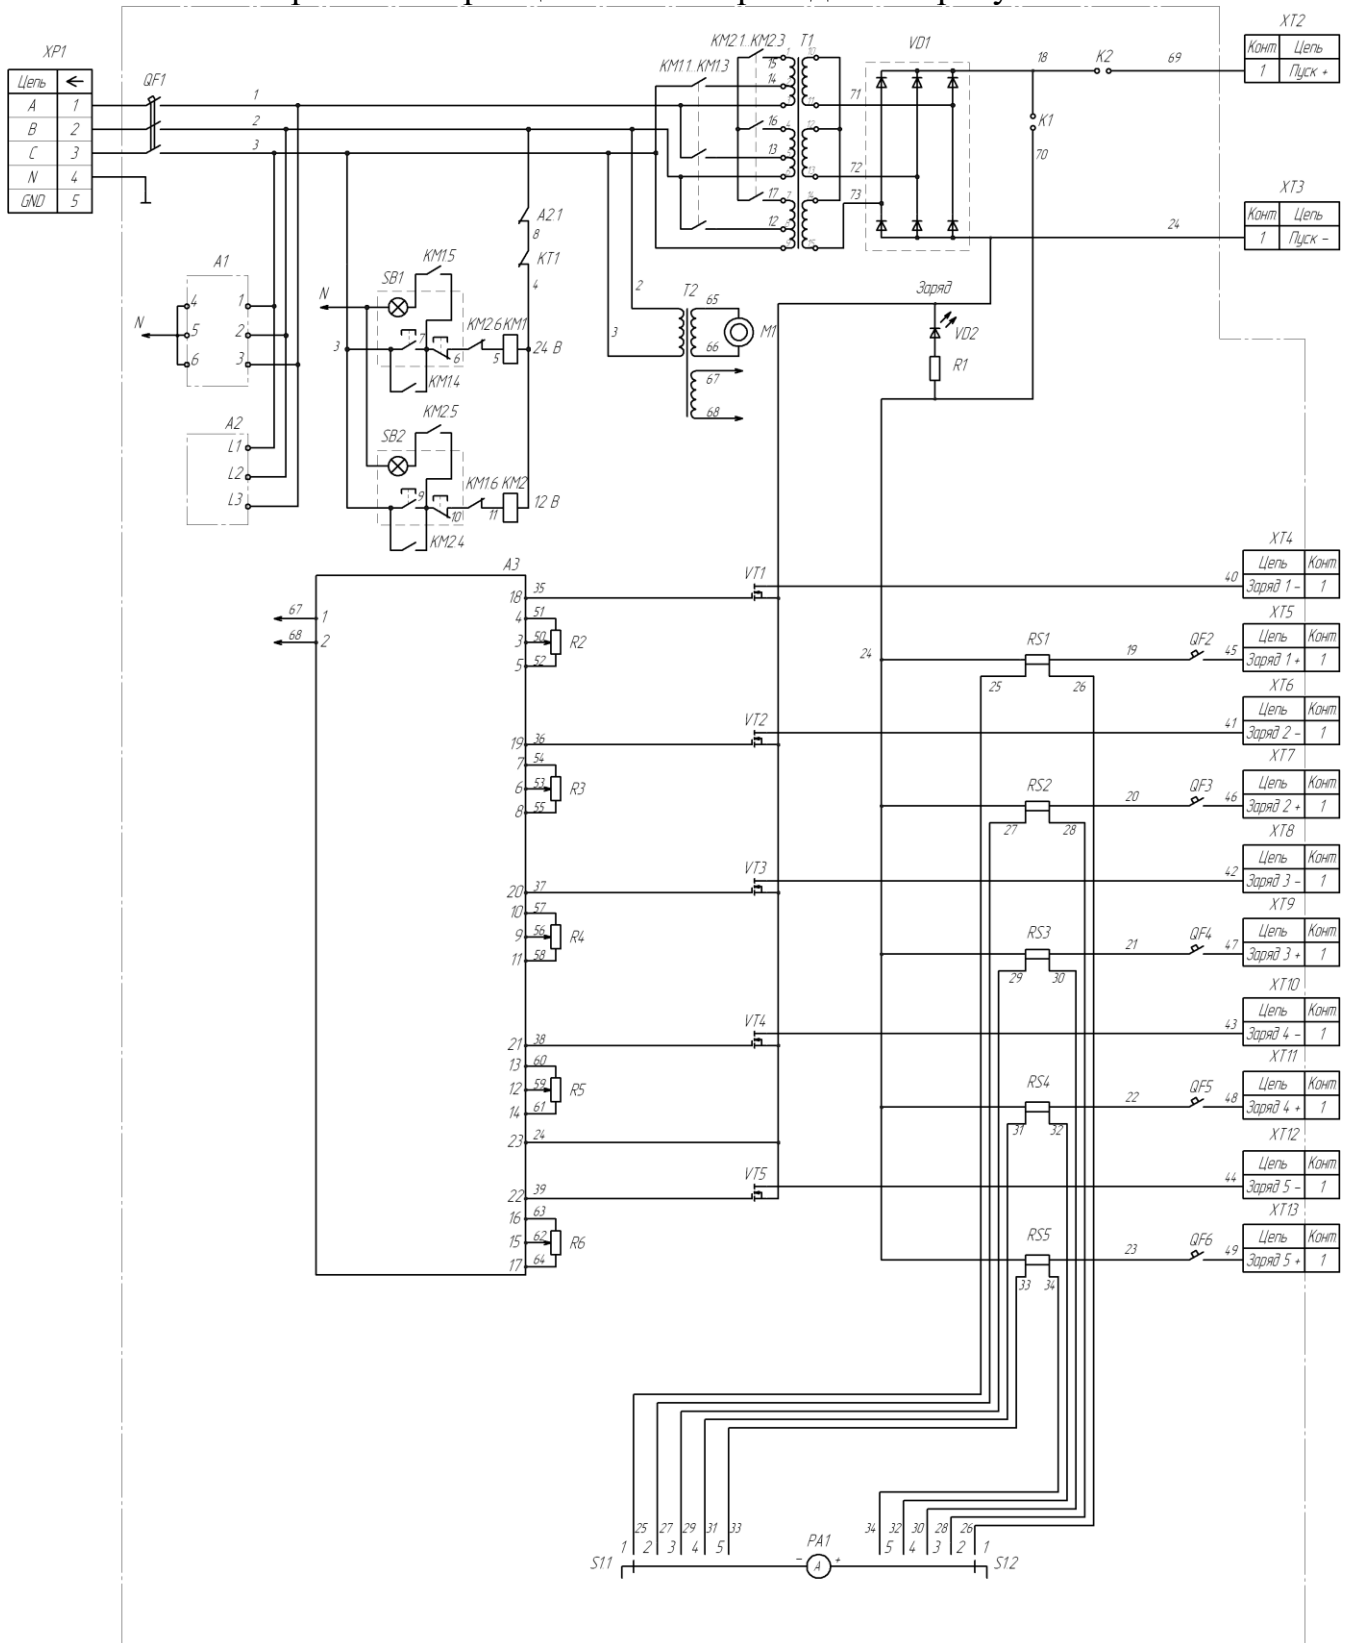 XP1
Цепь
A 1
B 2
C 3
N 4
GND 5
QF1
1
2
3
KM2.1...KM2.3
T1
KM1.1...KM1.3
15
14
16
13
17
12
VD1
71
72
73
18
K2
69
K1
70
24
XT2
Конт. Цепь
1 Пуск +
XT3
Конт. Цепь
1 Пуск -
A1
N
4 1
5 2
6 3
A2
L1
L2
L3
N
3
SB1
KM1.5
7
6
KM2.6 KM1
5
24 В
KM1.4
A2.1
8
KT1
4
SB2
KM2.5
9
10
KM1.6 KM2
11
12 В
KM2.4
2
3
T2
65
66
67
68
M1
Заряд
VD2
R1
A3
67 1
68 2
18 35
4 51
3 50 R2
5 52
19 36
7 54
6 53 R3
8 55
20 37
10 57
9 56 R4
11 58
21 38
13 60
12 59 R5
14 61
23 24
22 39
16 63
15 62 R6
17 64
VT1
VT2
VT3
VT4
VT5
24
RS1
25 26
19
QF2
RS2
27 28
20
QF3
RS3
29 30
21
QF4
RS4
31 32
22
QF5
RS5
33 34
23
QF6
XT4
Цепь Конт.
40 Заряд 1 - 1
XT5
Цепь Конт.
45 Заряд 1 + 1
XT6
Цепь Конт.
41 Заряд 2 - 1
XT7
Цепь Конт.
46 Заряд 2 + 1
XT8
Цепь Конт.
42 Заряд 3 - 1
XT9
Цепь Конт.
47 Заряд 3 + 1
XT10
Цепь Конт.
43 Заряд 4 - 1
XT11
Цепь Конт.
48 Заряд 4 + 1
XT12
Цепь Конт.
44 Заряд 5 - 1
XT13
Цепь Конт.
49 Заряд 5 + 1
25 27 29 31 33
1 2 3 4 5
S1.1
PA1
- A +
34 32 30 28 26
5 4 3 2 1
S1.2